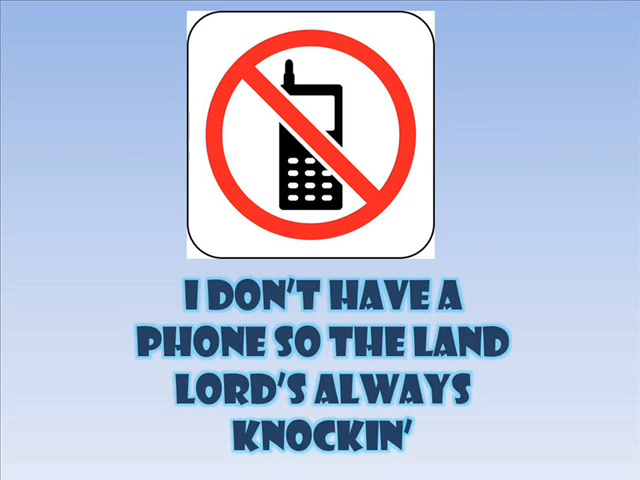 I DON'T HAVE A
PHONE SO THE LAND
LORD'S ALWAYS
KNOCKIN'